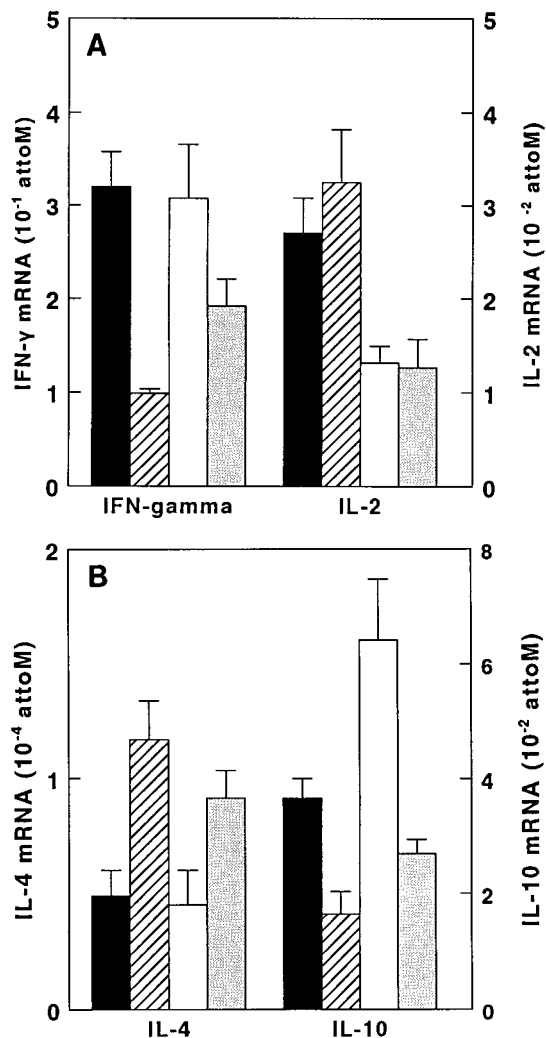 A
5
4
3
2
1
0
IFN-γ mRNA (10-1 attoM)
5
4
3
2
1
0
IL-2 mRNA (10 -2 attoM)
IFN-gamma IL-2
B
2
1
0
IL-4 mRNA (10-4 attoM)
8
6
4
2
0
IL-10 mRNA (10-2 attoM)
IL-4 IL-10